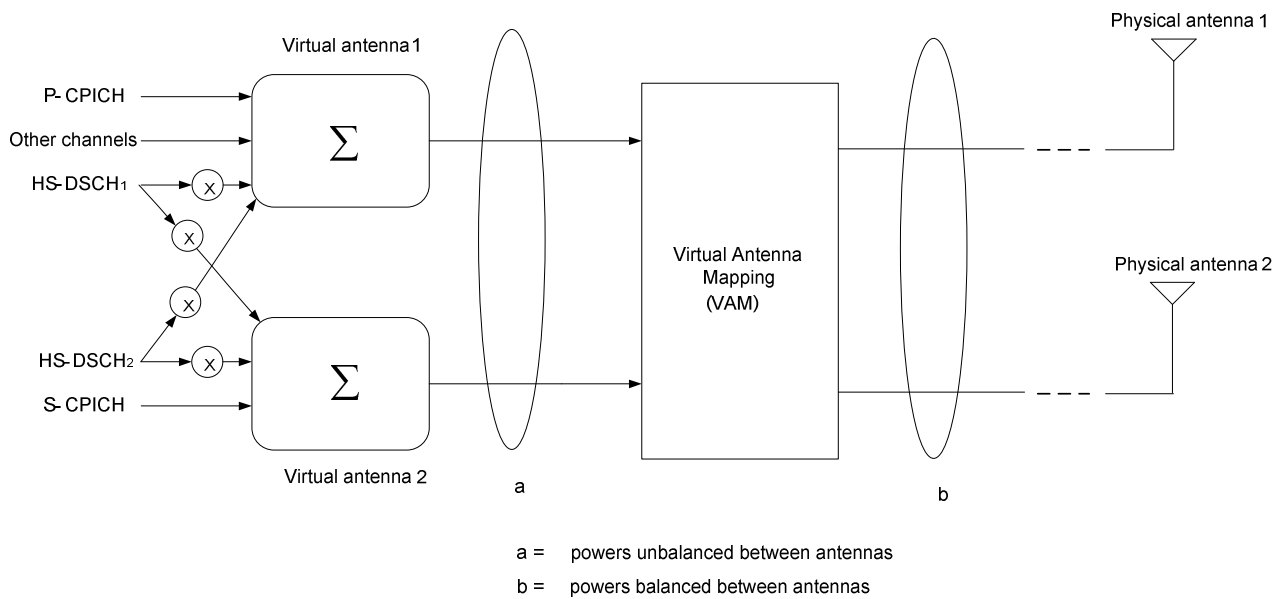 Physical antenna 1
Virtual antenna 1
P-CPICH
Other channels
HS-DSCH1
X
X
Σ
Virtual Antenna
Mapping
(VAM)
Physical antenna 2
X
HS-DSCH2
X
S-CPICH
Σ
Virtual antenna 2
a
b
a = powers unbalanced between antennas
b = powers balanced between antennas